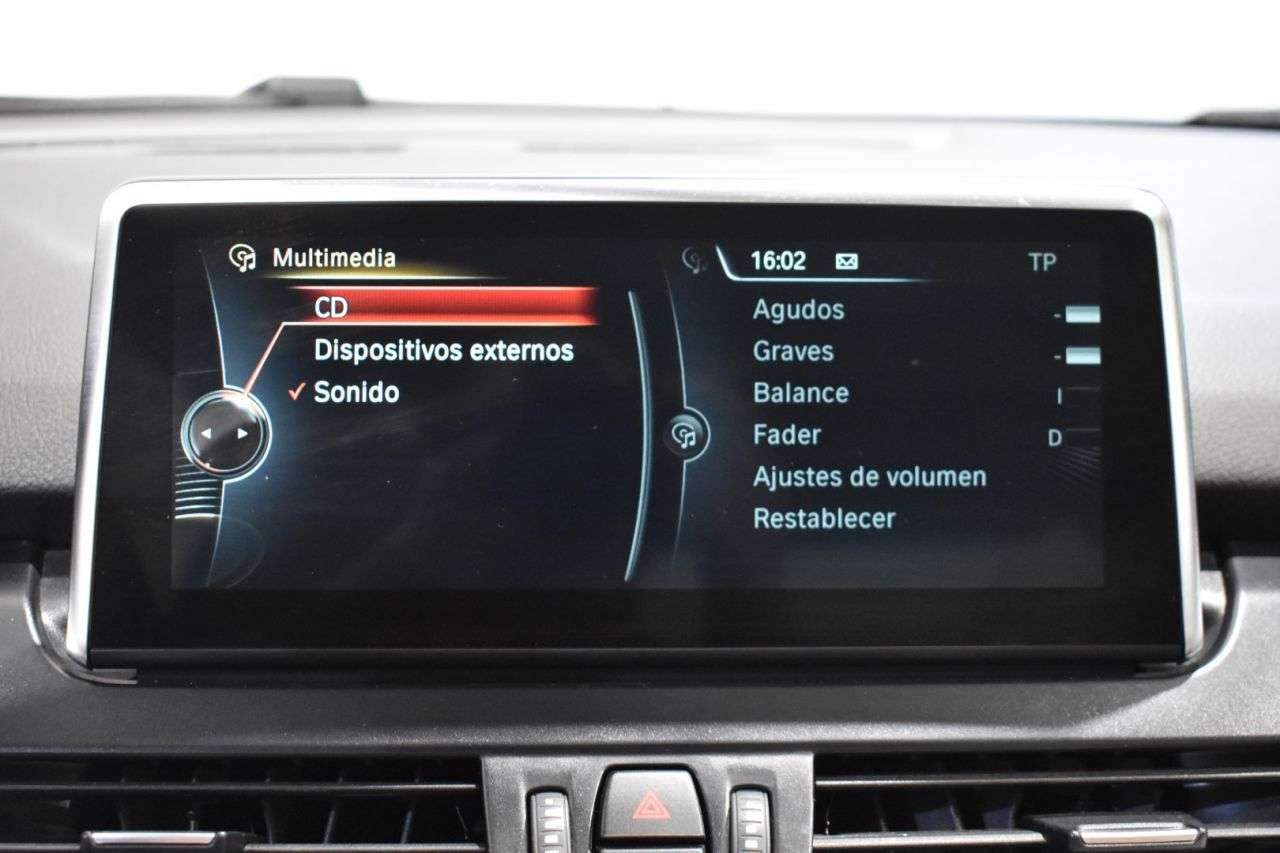 Multimedia
CD
Dispositivos externos
✓ Sonido
16:02 TP
Agudos -
Graves -
Balance I
Fader D
Ajustes de volumen
Restablecer